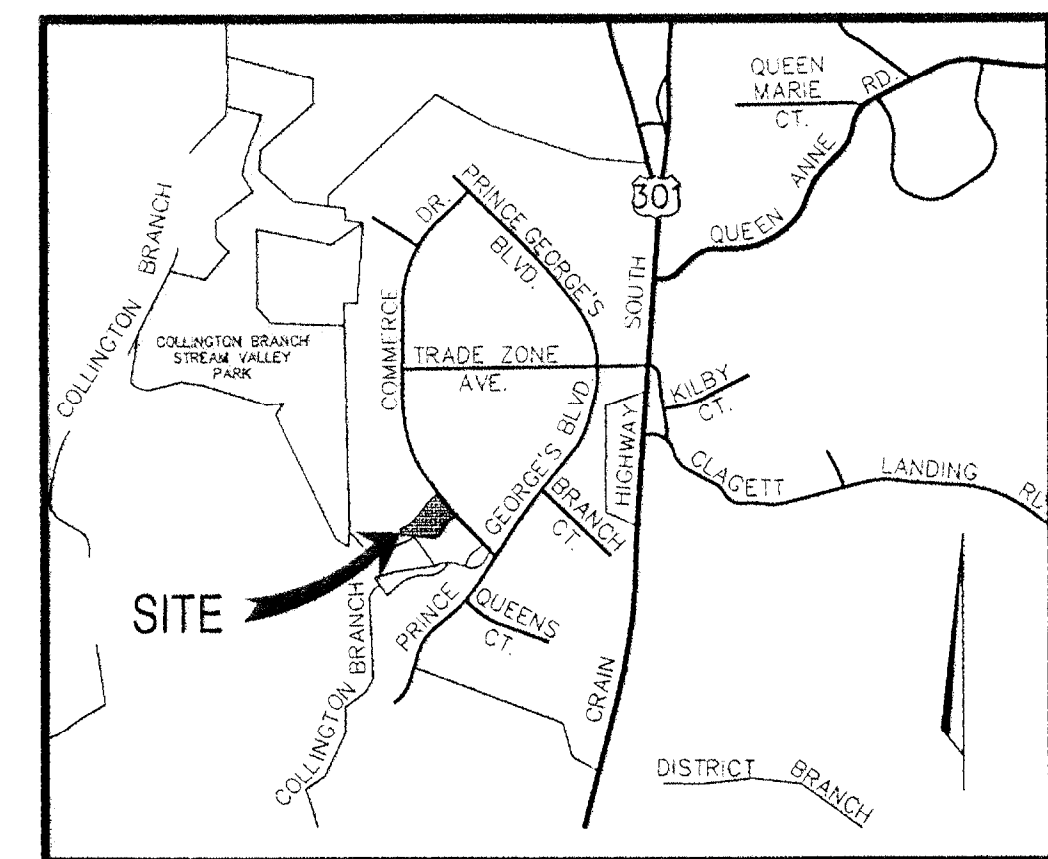 QUEEN
MARIE
CT.
RD.
ANNE
QUEEN
301
SOUTH
PRINCE GEORGE'S
BLVD.
DR.
COMMERCE
COLLINGTON BRANCH
COLLINGTON BRANCH
STREAM VALLEY
PARK
TRADE ZONE
AVE.
KILBY
CT.
HIGHWAY
CLAGETT
LANDING
RD.
GEORGE'S BLVD.
BRANCH
CT.
SITE
PRINCE
QUEENS
CT.
COLLINGTON BRANCH
CRAIN
DISTRICT BRANCH